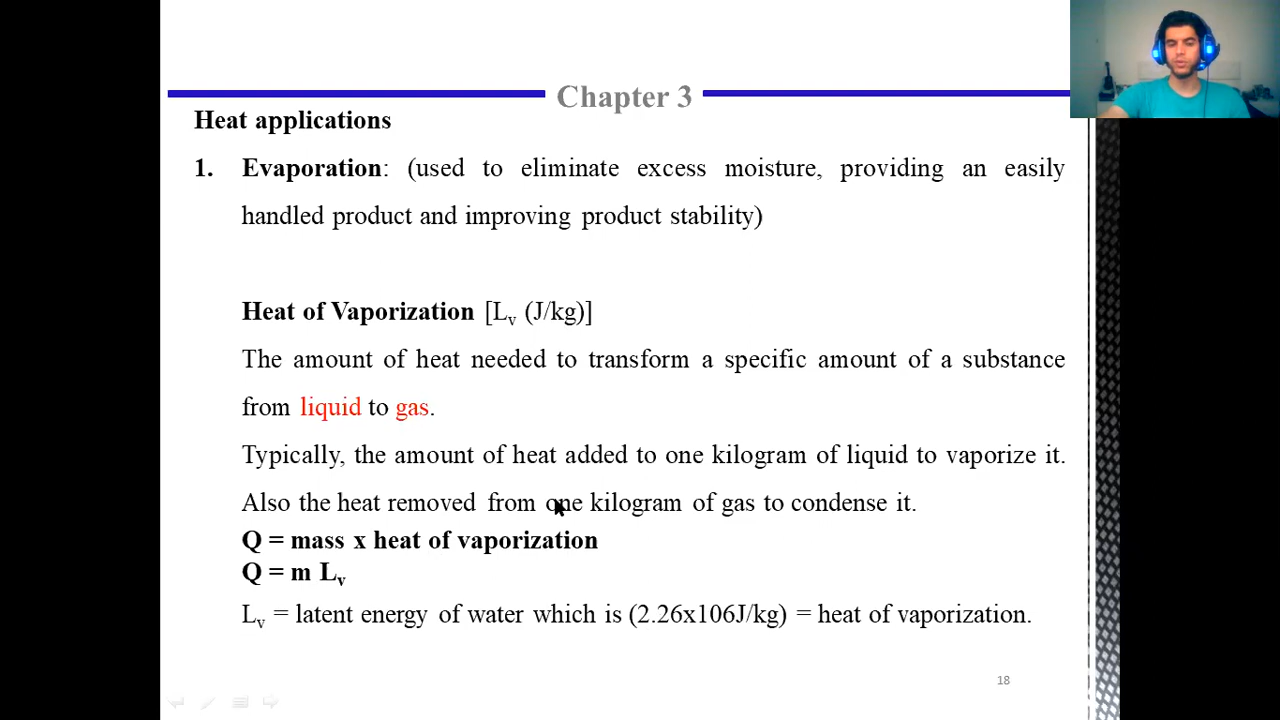 Chapter 3
Heat applications
1. Evaporation: (used to eliminate excess moisture, providing an easily
handled product and improving product stability)
Heat of Vaporization [Lv (J/kg)]
The amount of heat needed to transform a specific amount of a substance
from liquid to gas.
Typically, the amount of heat added to one kilogram of liquid to vaporize it.
Also the heat removed from one kilogram of gas to condense it.
Q = mass x heat of vaporization
Q = m Lv
Lv = latent energy of water which is (2.26x106J/kg) = heat of vaporization.
18